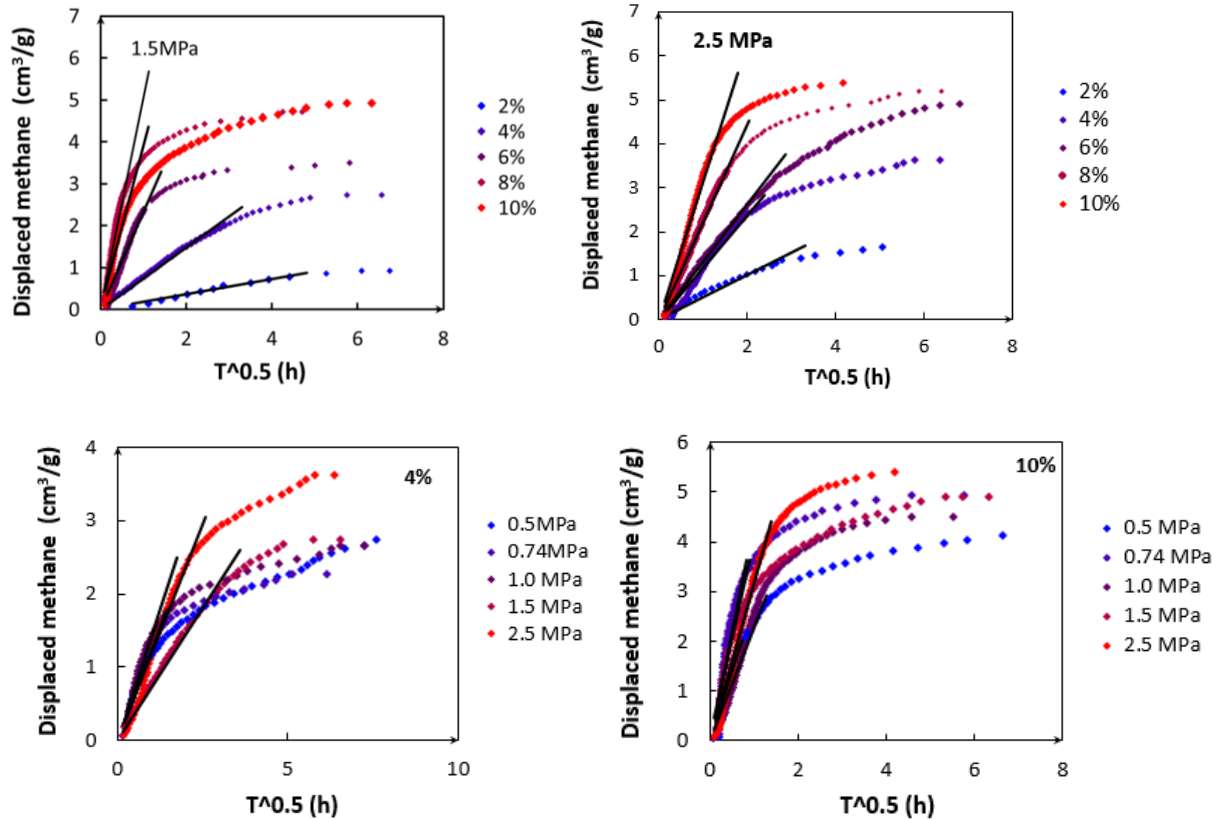 1.5MPa
Displaced methane (cm³/g)
7
6
5
4
3
2
1
0
0 2 4 6 8
T^0.5 (h)
2%
4%
6%
8%
10%
2.5 MPa
Displaced methane (cm³/g)
7
6
5
4
3
2
1
0
0 2 4 6 8
T^0.5 (h)
2%
4%
6%
8%
10%
4%
Displaced methane (cm³/g)
4
3
2
1
0
0 5 10
T^0.5 (h)
0.5MPa
0.74MPa
1.0 MPa
1.5 MPa
2.5 MPa
10%
Displaced methane (cm³/g)
6
5
4
3
2
1
0
0 2 4 6 8
T^0.5 (h)
0.5 MPa
0.74MPa
1.0 MPa
1.5 MPa
2.5 MPa